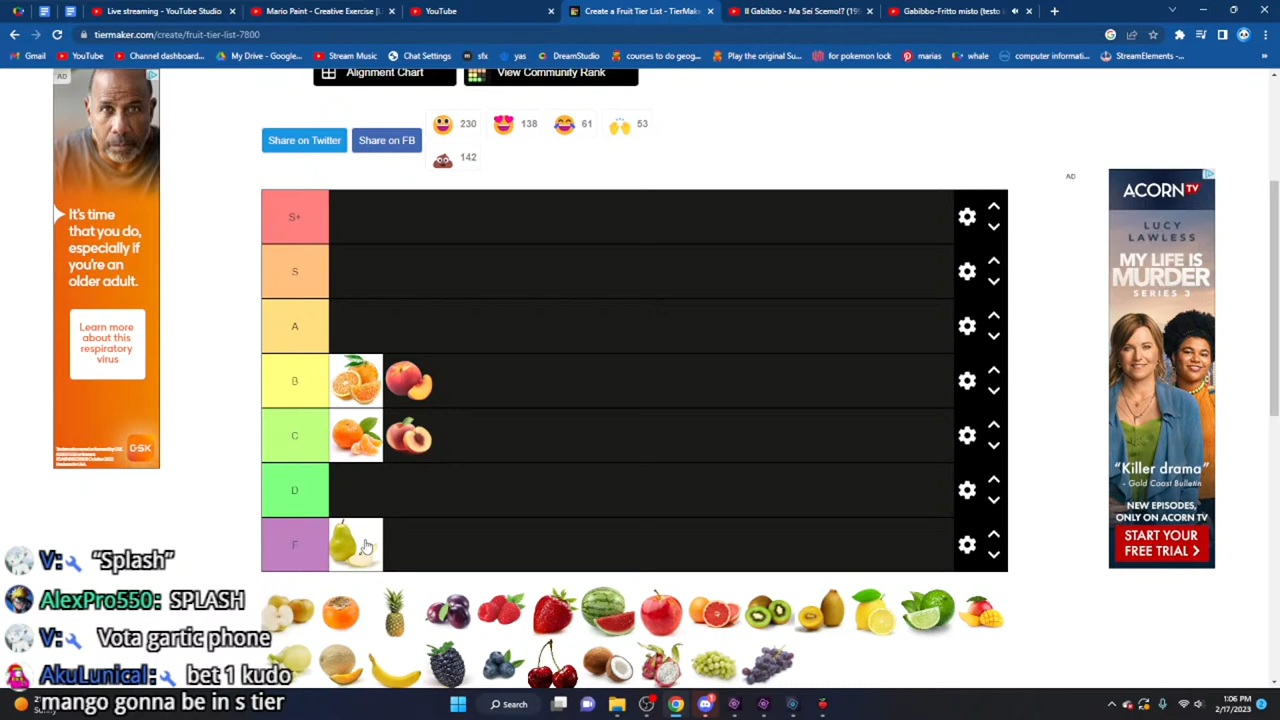 Live streaming - YouTube Studio
Mario Paint - Creative Exercise [
YouTube
Create a Fruit Tier List - TierMake
Il Gabibbo - Ma Sei Scemo!? (19
Gabibbo-Fritto misto (testo
tiermaker.com/create/fruit-tier-list-7800
Gmail
YouTube
Channel dashboard...
My Drive - Google...
Stream Music
Chat Settings
sfx
yas
DreamStudio
courses to do geog...
Play the original Su...
for pokemon lock
marias
whale
computer informati...
StreamElements -...
AD
Alignment Chart
View Community Rank
Share on Twitter
Share on FB
230
138
61
53
142
It's time
that you do,
especially if
you're an
older adult.
Learn more
about this
respiratory
virus
GSK
S+
S
A
B
C
D
F
AD
ACORN TV
LUCY
LAWLESS
MY LIFE IS
MURDER
SERIES 3
"Killer drama"
- Gold Coast Bulletin
NEW EPISODES,
ONLY ON ACORN TV
START YOUR
FREE TRIAL >
V: "Splash"
AlexPro550: SPLASH
V: Vota gartic phone
AkuLunical: bet 1 kudo
mango gonna be in s tier
Sunny
Search
1:06 PM
2/17/2023